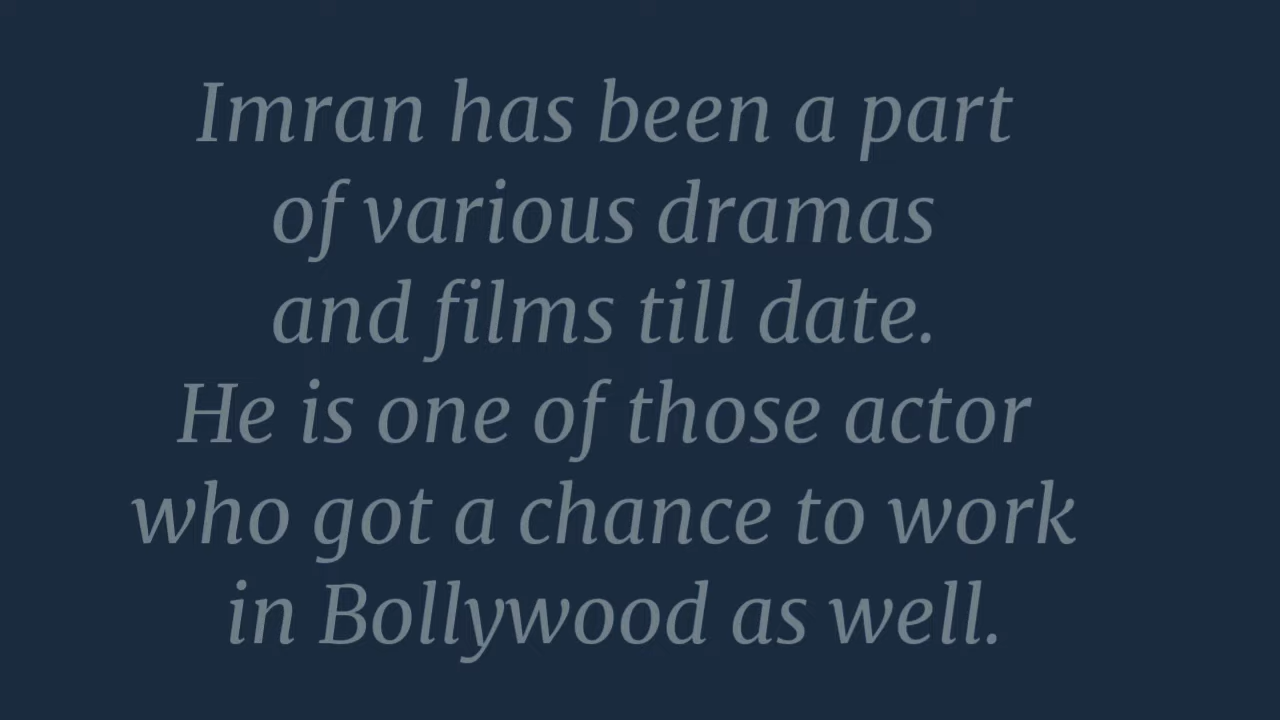 Imran has been a part
of various dramas
and films till date.
He is one of those actor
who got a chance to work
in Bollywood as well.